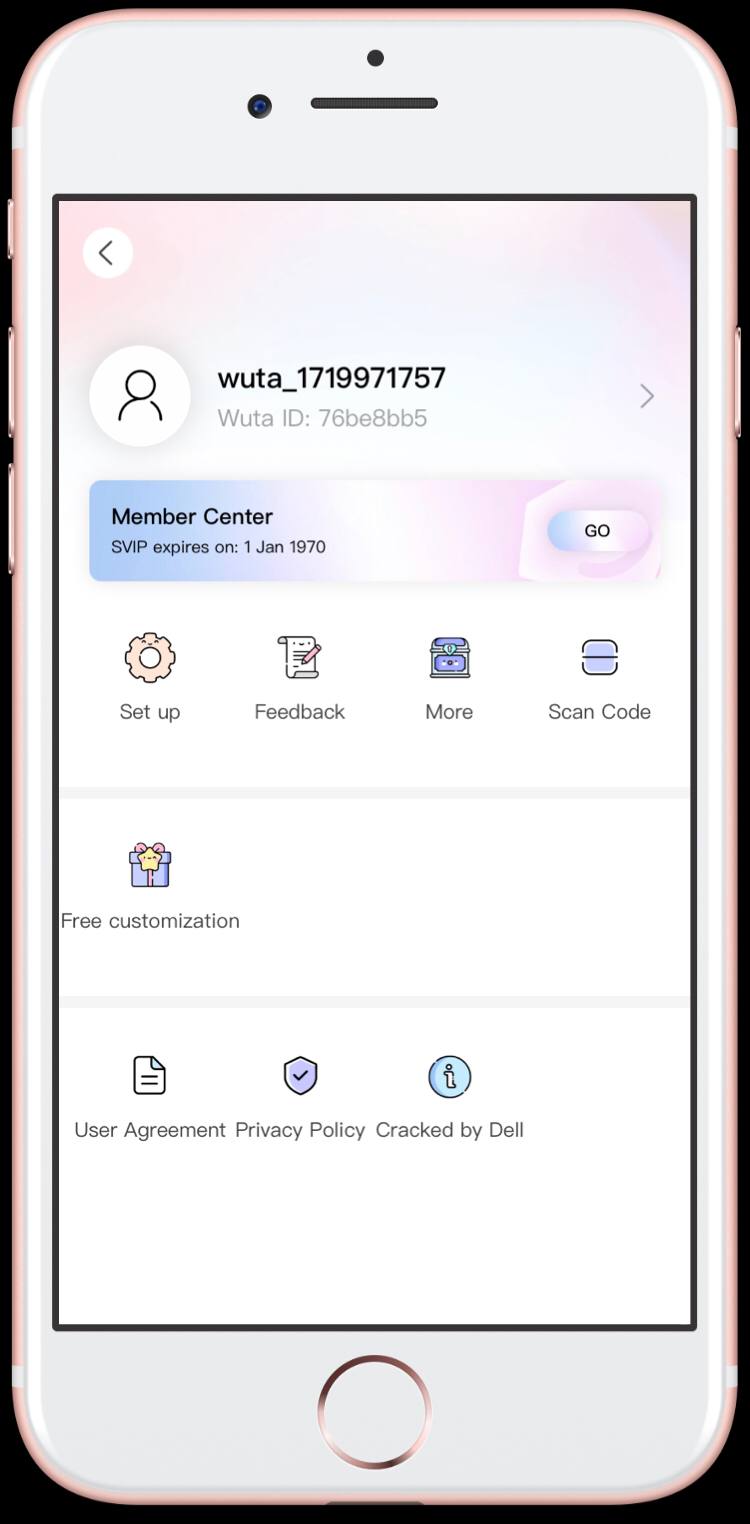 wuta_1719971757
Wuta ID: 76be8bb5
Member Center
SVIP expires on: 1 Jan 1970
GO
Set up
Feedback
More
Scan Code
Free customization
User Agreement
Privacy Policy
Cracked by Dell